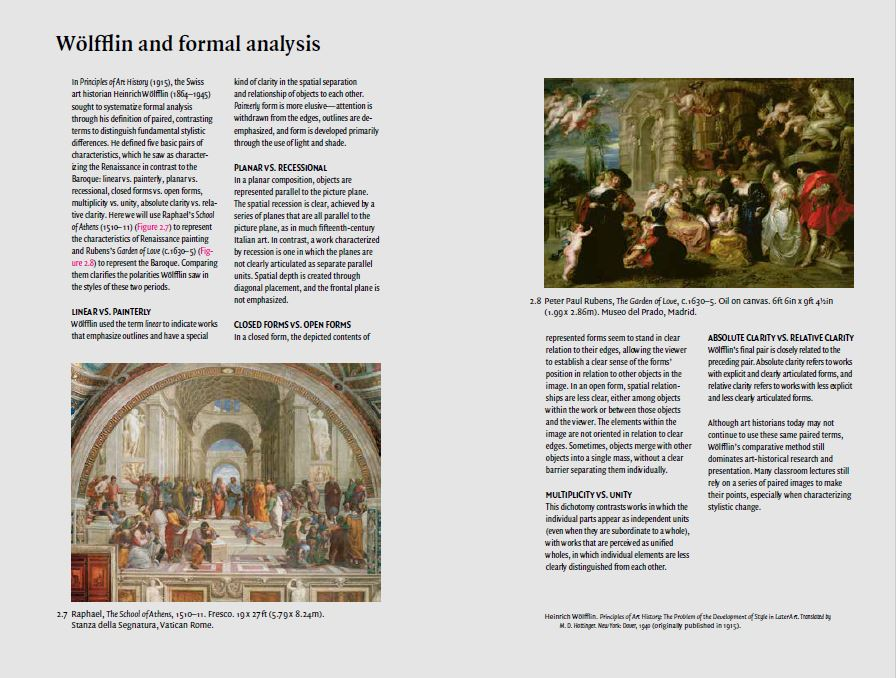 Wölfflin and formal analysis
In Principles of Art History (1915), the Swiss
art historian Heinrich Wölfflin (1864–1945)
sought to systematize formal analysis
through his definition of paired, contrasting
terms to distinguish fundamental stylistic
differences. He defined five basic pairs of
characteristics, which he saw as character-
izing the Renaissance in contrast to the
Baroque: linear vs. painterly, planar vs.
recessional, closed forms vs. open forms,
multiplicity vs. unity, absolute clarity vs. rela-
tive clarity. Here we will use Raphael's School
of Athens (1510–11) (Figure 2.7) to represent
the characteristics of Renaissance painting
and Rubens's Garden of Love (c.1630–5) (Fig-
ure 2.8) to represent the Baroque. Comparing
them clarifies the polarities Wölfflin saw in
the styles of these two periods.
LINEAR VS. PAINTERLY
Wölfflin used the term linear to indicate works
that emphasize outlines and have a special
kind of clarity in the spatial separation
and relationship of objects to each other.
Painterly form is more elusive—attention is
withdrawn from the edges, outlines are de-
emphasized, and form is developed primarily
through the use of light and shade.
PLANAR VS. RECESSIONAL
In a planar composition, objects are
represented parallel to the picture plane.
The spatial recession is clear, achieved by a
series of planes that are all parallel to the
picture plane, as in much fifteenth-century
Italian art. In contrast, a work characterized
by recession is one in which the planes are
not clearly articulated as separate parallel
units. Spatial depth is created through
diagonal placement, and the frontal plane is
not emphasized.
CLOSED FORMS VS. OPEN FORMS
In a closed form, the depicted contents of
2.7 Raphael, The School of Athens, 1510–11. Fresco. 19 x 27ft (5.79 x 8.24m).
Stanza della Segnatura, Vatican Rome.
2.8 Peter Paul Rubens, The Garden of Love, c.1630–5. Oil on canvas. 6ft 6in x 9ft 4½in
(1.99 x 2.86m). Museo del Prado, Madrid.
represented forms seem to stand in clear
relation to their edges, allowing the viewer
to establish a clear sense of the forms'
position in relation to other objects in the
image. In an open form, spatial relation-
ships are less clear, either among objects
within the work or between those objects
and the viewer. The elements within the
image are not oriented in relation to clear
edges. Sometimes, objects merge with other
objects into a single mass, without a clear
barrier separating them individually.
MULTIPLICITY VS. UNITY
This dichotomy contrasts works in which the
individual parts appear as independent units
(even when they are subordinate to a whole),
with works that are perceived as unified
wholes, in which individual elements are less
clearly distinguished from each other.
ABSOLUTE CLARITY VS. RELATIVE CLARITY
Wölfflin's final pair is closely related to the
preceding pair. Absolute clarity refers to works
with explicit and clearly articulated forms, and
relative clarity refers to works with less explicit
and less clearly articulated forms.
Although art historians today may not
continue to use these same paired terms,
Wölfflin's comparative method still
dominates art-historical research and
presentation. Many classroom lectures still
rely on a series of paired images to make
their points, especially when characterizing
stylistic change.
Heinrich Wölfflin. Principles of Art History: The Problem of the Development of Style in Later Art. Translated by
M. D. Hottinger. New York: Dover, 1940 (originally published in 1915).